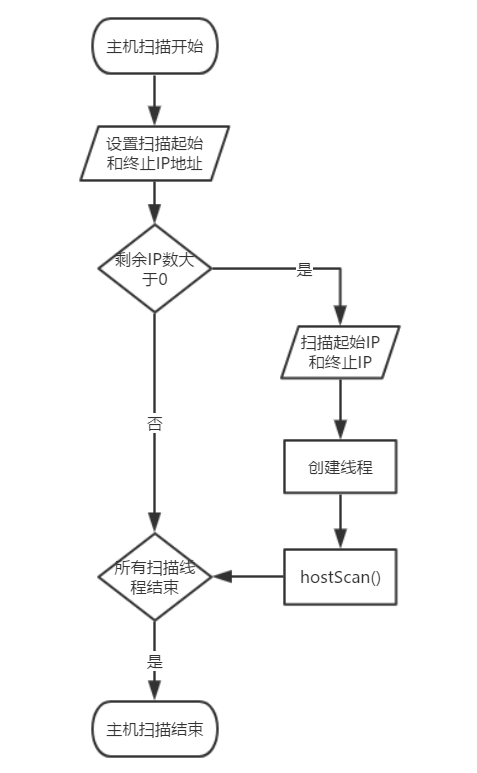 主机扫描开始
设置扫描起始
和终止IP地址
剩余IP数大
于0
是
扫描起始IP
和终止IP
创建线程
否
所有扫描线
程结束
hostScan()
是
主机扫描结束